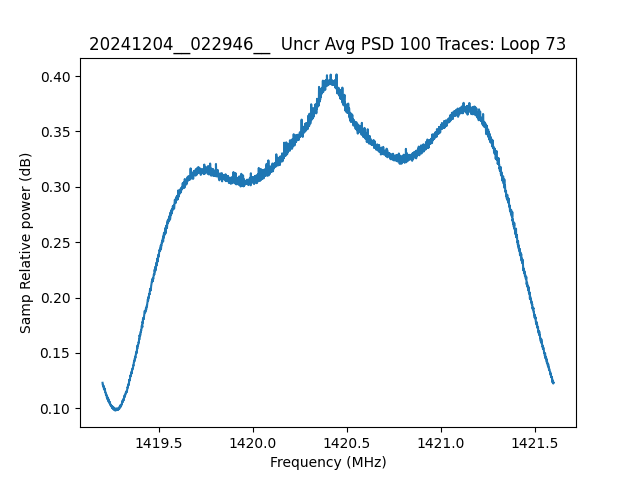 20241204__022946__  Uncr Avg PSD 100 Traces: Loop 73
Samp Relative power (dB)
0.40
0.35
0.30
0.25
0.20
0.15
0.10
1419.5 1420.0 1420.5 1421.0 1421.5
Frequency (MHz)